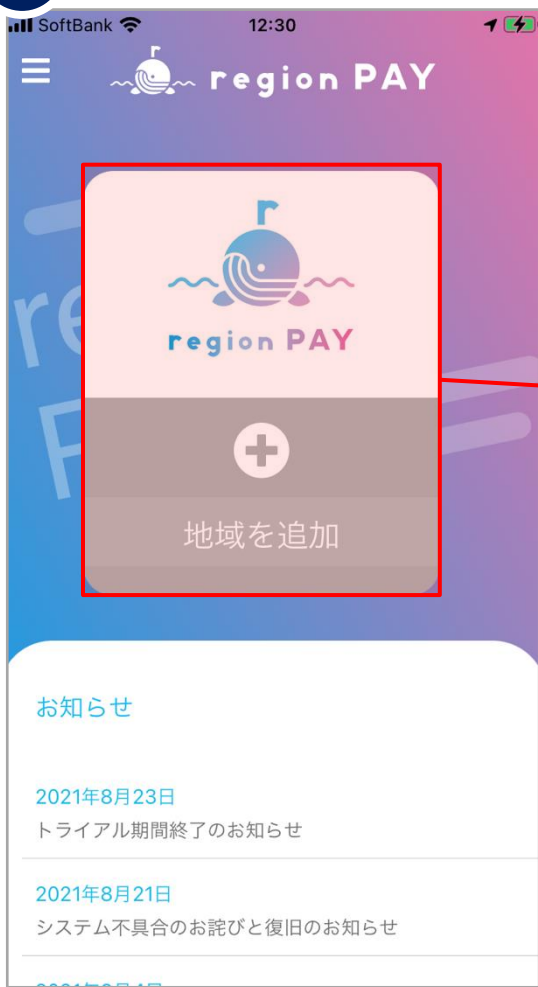 SoftBank 12:30
region PAY
region PAY
地域を追加
お知らせ
2021年8月23日
トライアル期間終了のお知らせ
2021年8月21日
システム不具合のお詫びと復旧のお知らせ